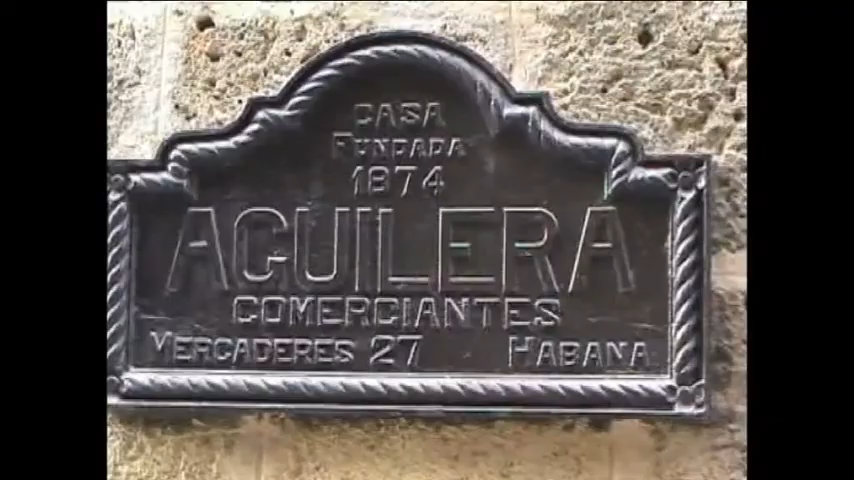 CASA
FUNDADA
1874
AGUILERA
COMERCIANTES
MERCADERES 27 HABANA